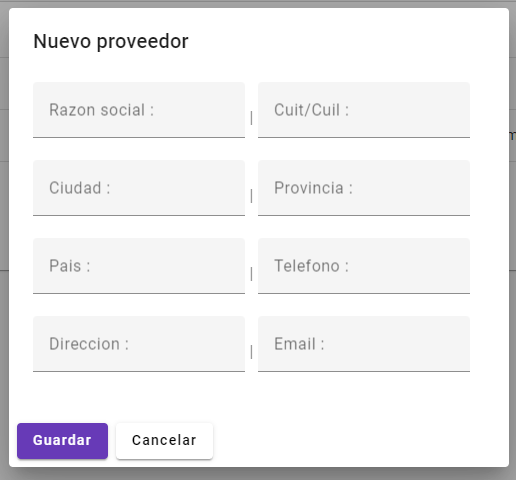 Nuevo proveedor
Razon social : | Cuit/Cuil :
Ciudad : | Provincia :
Pais : | Telefono :
Direccion : | Email :
Guardar Cancelar